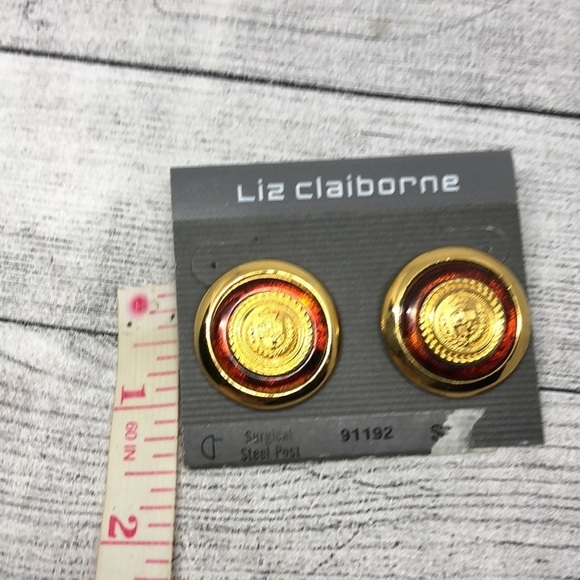 Liz claiborne
Surgical 91192 $
Steel Post
1
60 IN
2